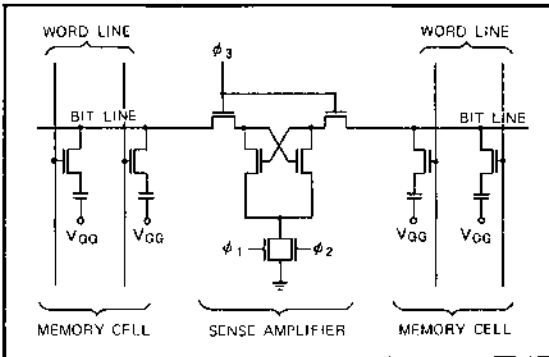 WORD LINE
WORD LINE
ϕ3
BIT LINE
BIT LINE
VGG
VGG
VGG
VGG
ϕ1
ϕ2
MEMORY CELL
SENSE AMPLIFIER
MEMORY CELL